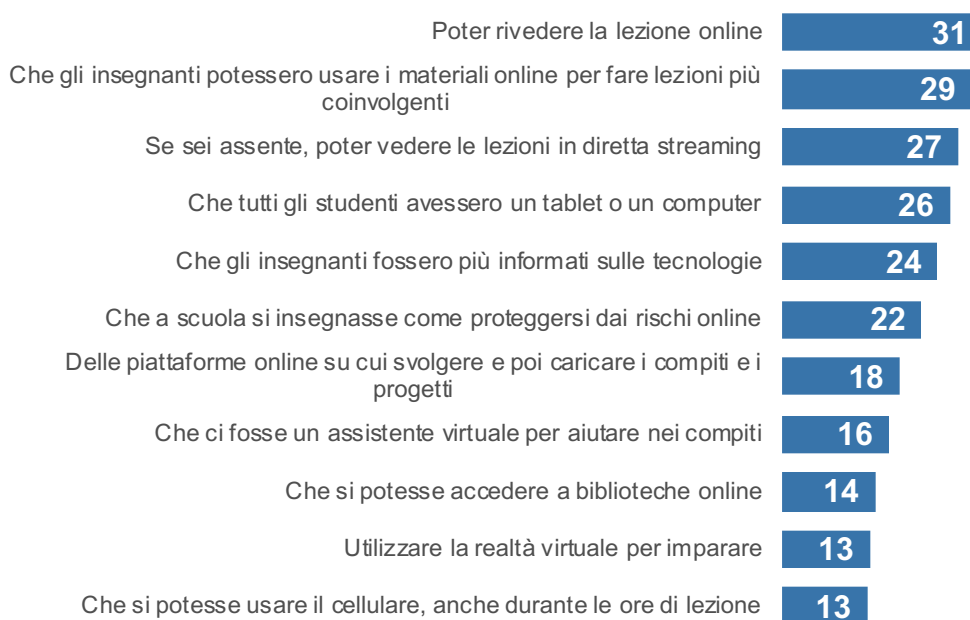 Poter rivedere la lezione online 31
Che gli insegnanti potessero usare i materiali online per fare lezioni più
coinvolgenti 29
Se sei assente, poter vedere le lezioni in diretta streaming 27
Che tutti gli studenti avessero un tablet o un computer 26
Che gli insegnanti fossero più informati sulle tecnologie 24
Che a scuola si insegnasse come proteggersi dai rischi online 22
Delle piattaforme online su cui svolgere e poi caricare i compiti e i
progetti 18
Che ci fosse un assistente virtuale per aiutare nei compiti 16
Che si potesse accedere a biblioteche online 14
Utilizzare la realtà virtuale per imparare 13
Che si potesse usare il cellulare, anche durante le ore di lezione 13